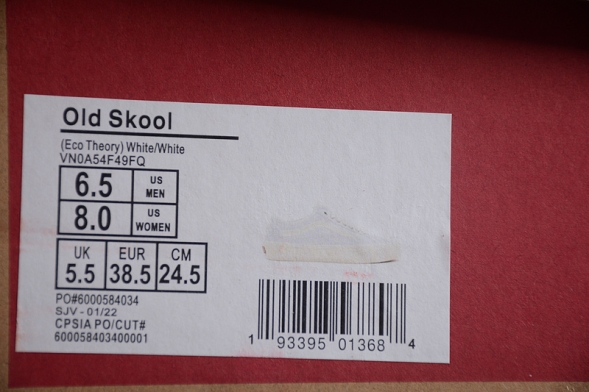 Old Skool
(Eco Theory) White/White
VN0A54F49FQ
6.5 US MEN
8.0 US WOMEN
UK EUR CM
5.5 38.5 24.5
PO#6000584034
SJV - 01/22
CPSIA PO/CUT#
600058403400001
1 93395 01368 4